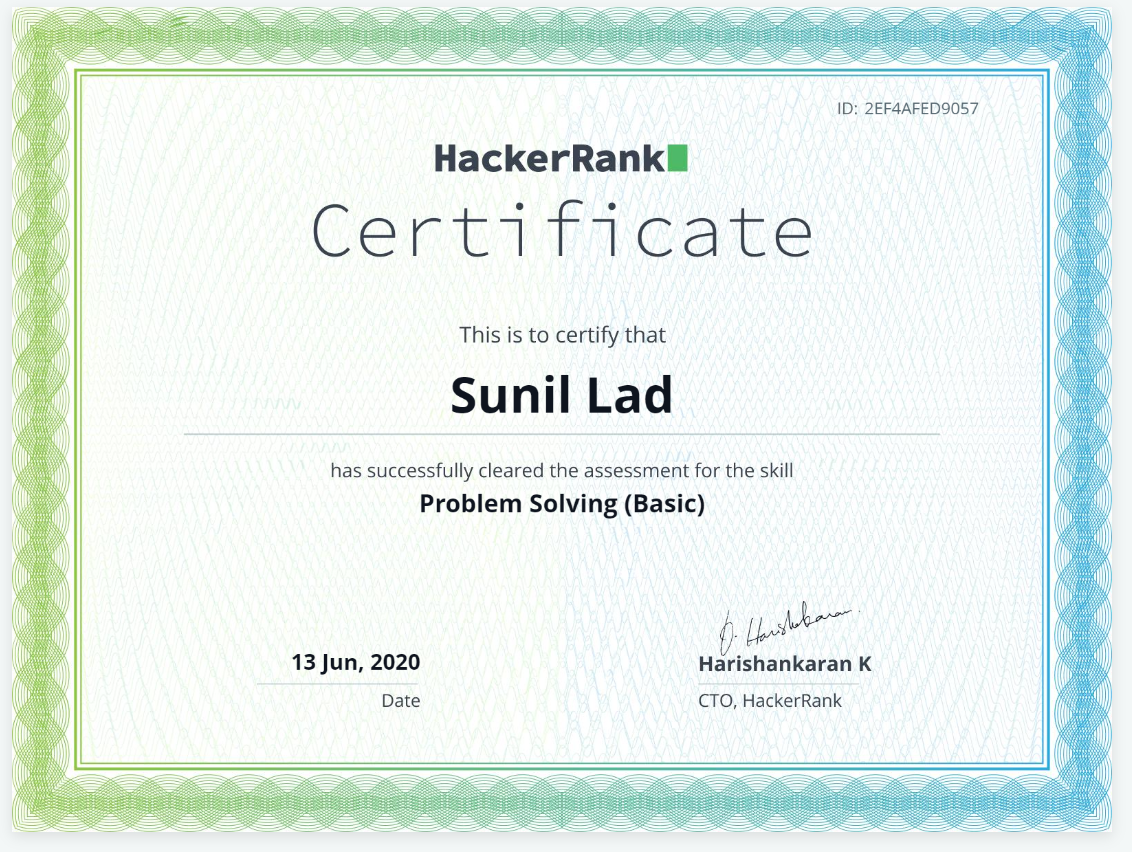 ID: 2EF4AFED9057
HackerRank
Certificate
This is to certify that
Sunil Lad
has successfully cleared the assessment for the skill
Problem Solving (Basic)
13 Jun, 2020
Date
Harishankaran K
CTO, HackerRank